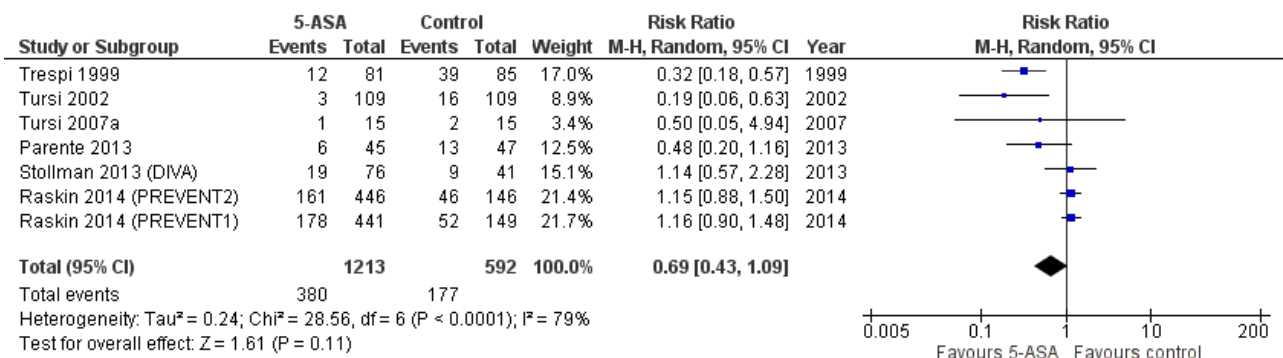 5-ASA Control Risk Ratio Risk Ratio
Study or Subgroup Events Total Events Total Weight M-H, Random, 95% CI Year M-H, Random, 95% CI
Trespi 1999 12 81 39 85 17.0% 0.32 [0.18, 0.57] 1999
Tursi 2002 3 109 16 109 8.9% 0.19 [0.06, 0.63] 2002
Tursi 2007a 1 15 2 15 3.4% 0.50 [0.05, 4.94] 2007
Parente 2013 6 45 13 47 12.5% 0.48 [0.20, 1.16] 2013
Stollman 2013 (DIVA) 19 76 9 41 15.1% 1.14 [0.57, 2.28] 2013
Raskin 2014 (PREVENT2) 161 446 46 146 21.4% 1.15 [0.88, 1.50] 2014
Raskin 2014 (PREVENT1) 178 441 52 149 21.7% 1.16 [0.90, 1.48] 2014
Total (95% CI) 1213 592 100.0% 0.69 [0.43, 1.09]
Total events 380 177
Heterogeneity: Tau² = 0.24; Chi² = 28.56, df = 6 (P < 0.0001); I² = 79%
Test for overall effect: Z = 1.61 (P = 0.11)
0.005 0.1 1 10 200
Favours 5-ASA Favours control